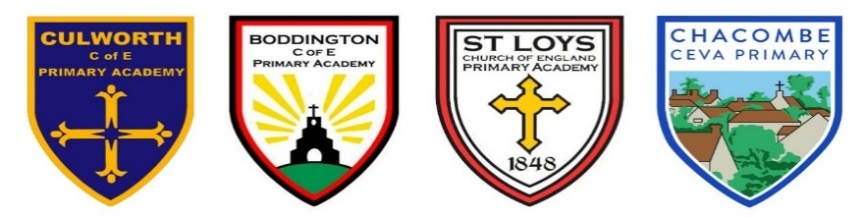 CULWORTH
C of E
PRIMARY ACADEMY
BODDINGTON
C of E
PRIMARY ACADEMY
ST LOYS
CHURCH OF ENGLAND
PRIMARY ACADEMY
1848
CHACOMBE
CEVA PRIMARY